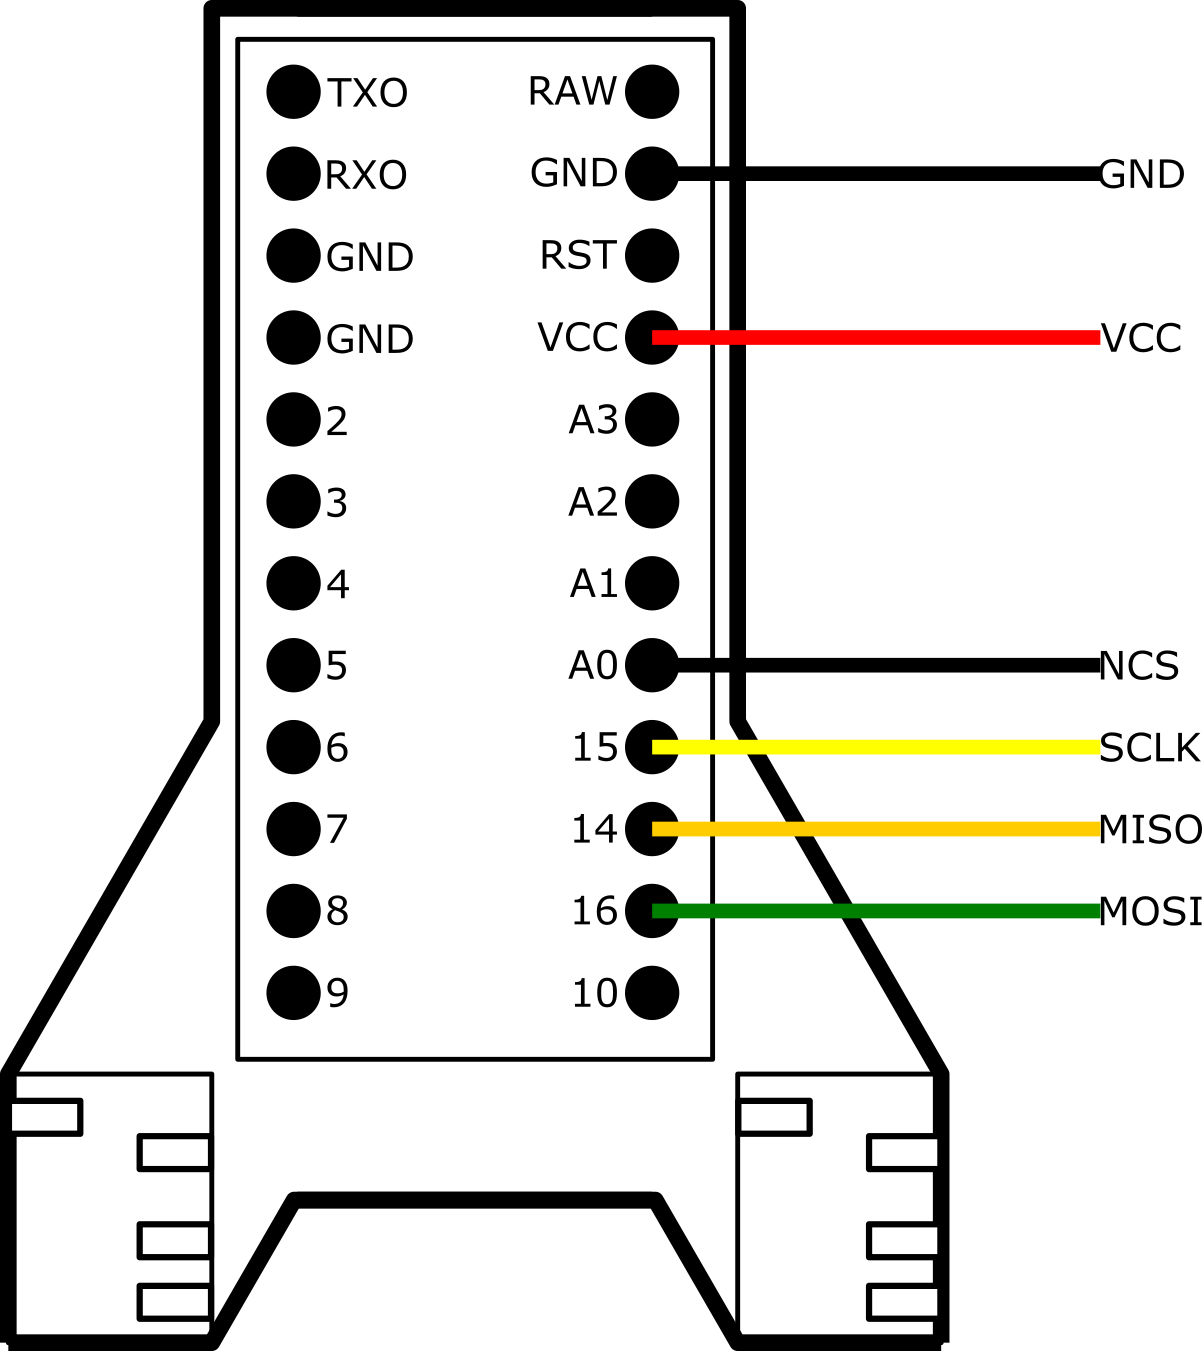 TXO RAW
RXO GND GND
GND RST
GND VCC VCC
2 A3
3 A2
4 A1
5 A0 NCS
6 15 SCLK
7 14 MISO
8 16 MOSI
9 10